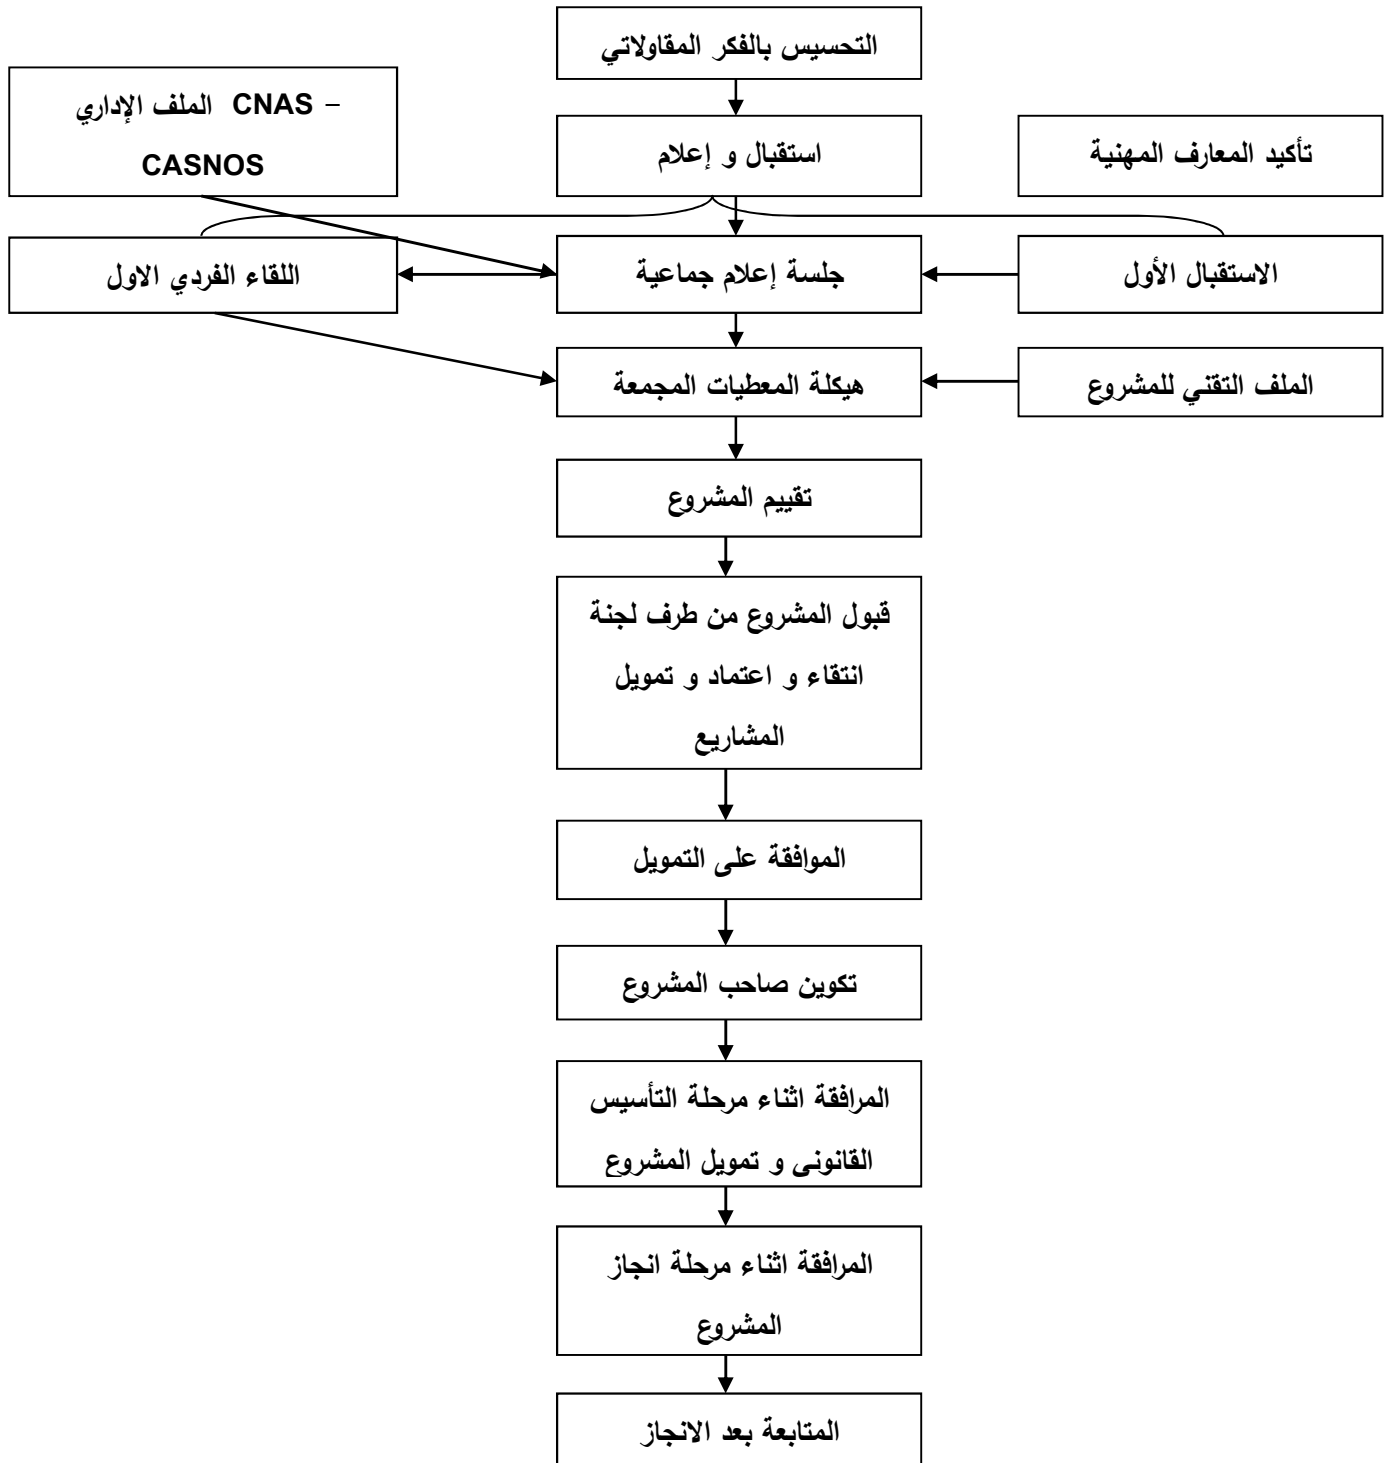 التحسيس بالفكر المقاولاتي
الملف الإداري CNAS –
CASNOS
استقبال و إعلام
تأكيد المعارف المهنية
اللقاء الفردي الاول
جلسة إعلام جماعية
الاستقبال الأول
هيكلة المعطيات المجمعة
الملف التقني للمشروع
تقييم المشروع
قبول المشروع من طرف لجنة
انتقاء و اعتماد و تمويل
المشاريع
الموافقة على التمويل
تكوين صاحب المشروع
المرافقة اثناء مرحلة التأسيس
القانوني و تمويل المشروع
المرافقة اثناء مرحلة انجاز
المشروع
المتابعة بعد الانجاز